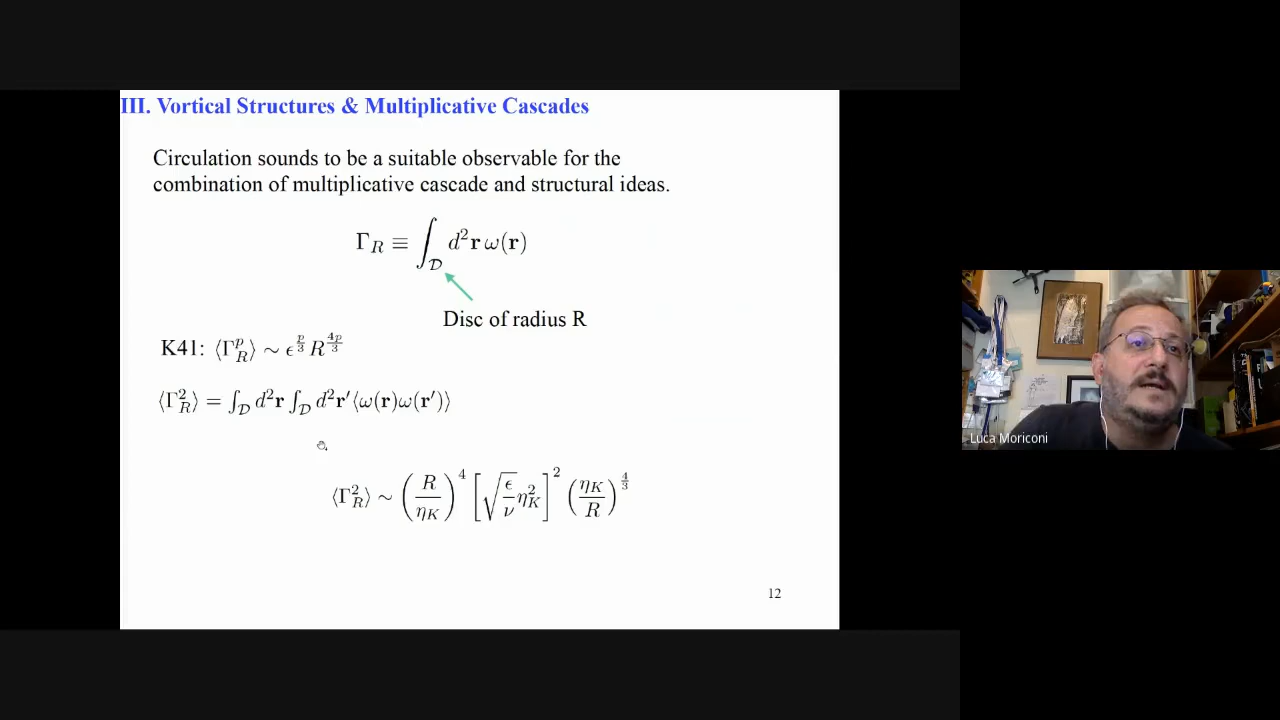 III. Vortical Structures & Multiplicative Cascades
Circulation sounds to be a suitable observable for the
combination of multiplicative cascade and structural ideas.
Γ_R ≡ ∫_𝒟 d²𝐫 ω(𝐫)
Disc of radius R
K41: ⟨Γ_R^p⟩ ∼ ϵ^{p/3} R^{4p/3}
⟨Γ_R^2⟩ = ∫_𝒟 d²𝐫 ∫_𝒟 d²𝐫′⟨ω(𝐫)ω(𝐫′)⟩
⟨Γ_R^2⟩ ∼ (R/η_K)^4 [√(ϵ/ν) η_K^2]^2 (η_K/R)^{4/3}
12
Luca Moriconi